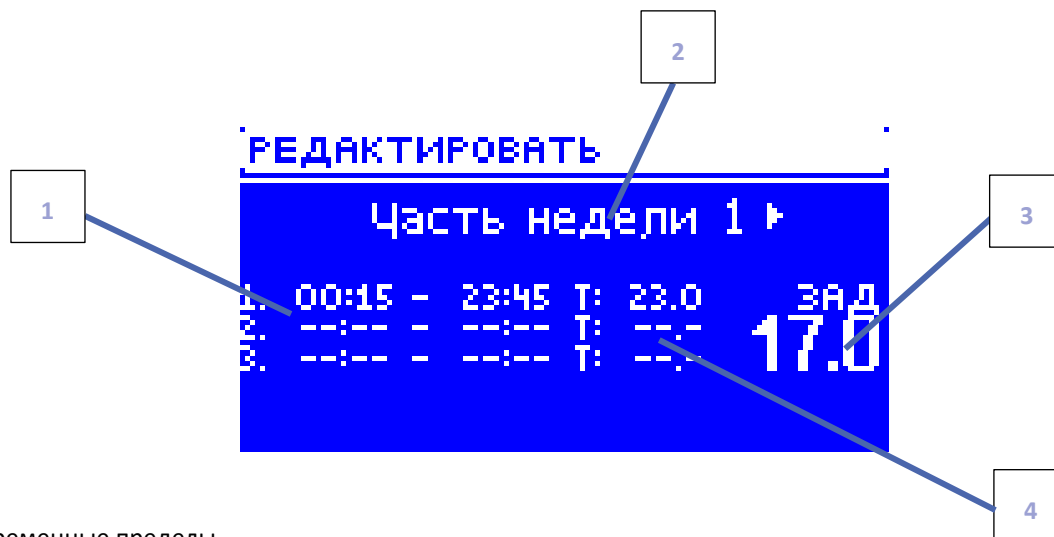 2
РЕДАКТИРОВАТЬ
1
Часть недели 1
3
1. 00:15 - 23:45 T: 23.0 ЗАД
2. --:-- - --:-- T: --.- 17.0
3. --:-- - --:-- T: --.-
4
пределы